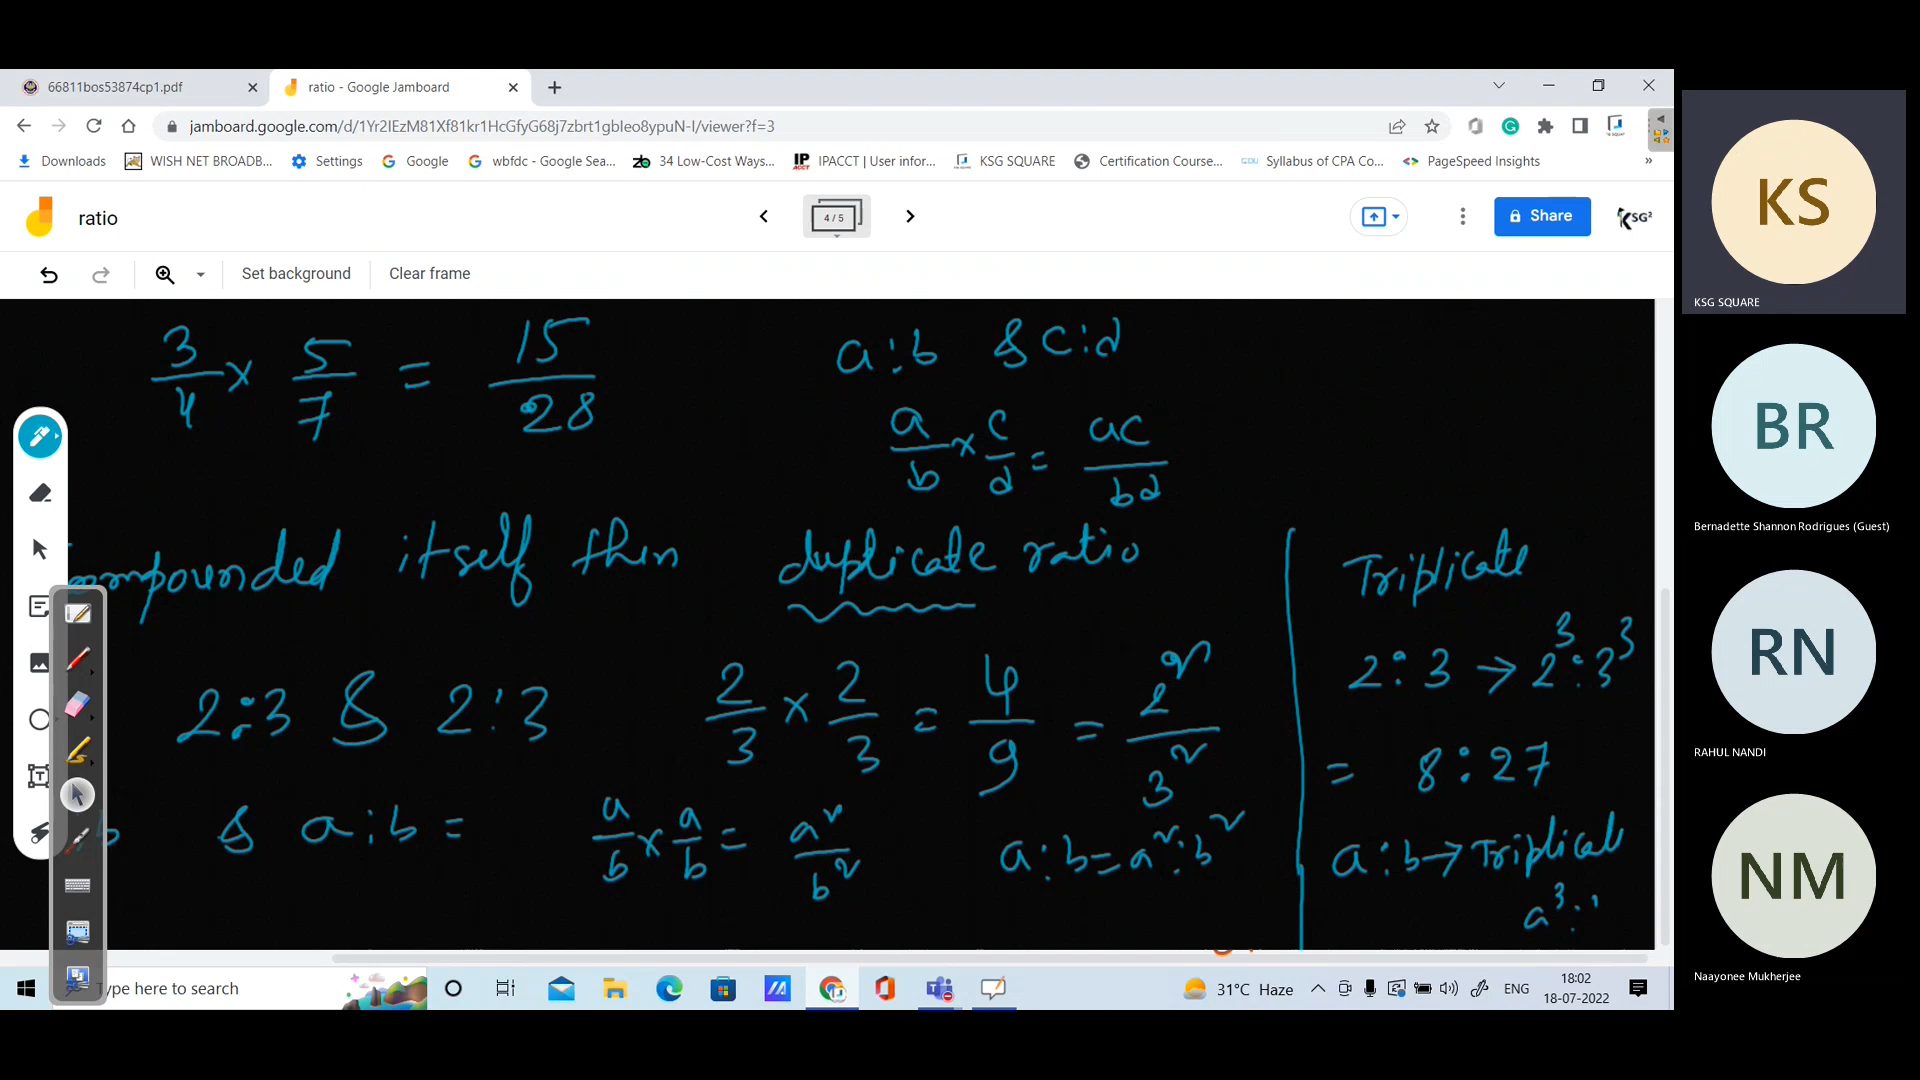 66811bos53874cp1.pdf
ratio - Google Jamboard
jamboard.google.com/d/1Yr2IEzM81Xf81kr1HcGfyG68j7zbrt1gbIeo8ypuN-I/viewer?f=3
Downloads
WISH NET BROADB...
Settings
Google
wbfdc - Google Sea...
34 Low-Cost Ways...
IPACCT | User infor...
KSG SQUARE
Certification Course...
Syllabus of CPA Co...
PageSpeed Insights
»
ratio
4 / 5
Share
KSG²
Set background
Clear frame
3/4 × 5/7 = 15/28
a:b & c:d
a/b × c/d = ac/bd
compounded itself then duplicate ratio
2:3 & 2:3 2/3 × 2/3 = 4/9 = 2²/3²
b & a:b = a/b × a/b = a²/b² a:b = a²:b²
Triplicate
2:3 → 2³:3³
= 8:27
a:b → Triplicate
a³:
Type here to search
31°C Haze
ENG
18:02
18-07-2022
KS
KSG SQUARE
BR
Bernadette Shannon Rodrigues (Guest)
RN
RAHUL NANDI
NM
Naayonee Mukherjee